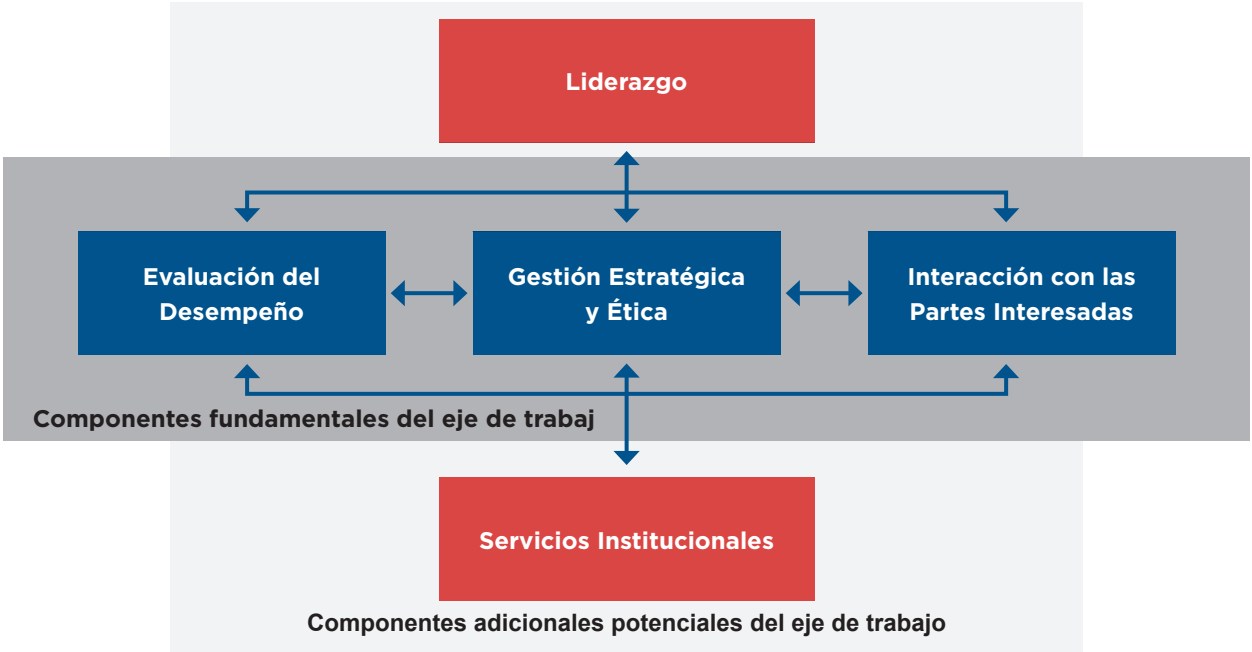 Liderazgo
Evaluación del
Desempeño
Gestión Estratégica
y Ética
Interacción con las
Partes Interesadas
Componentes fundamentales del eje de trabaj
Servicios Institucionales
Componentes adicionales potenciales del eje de trabajo